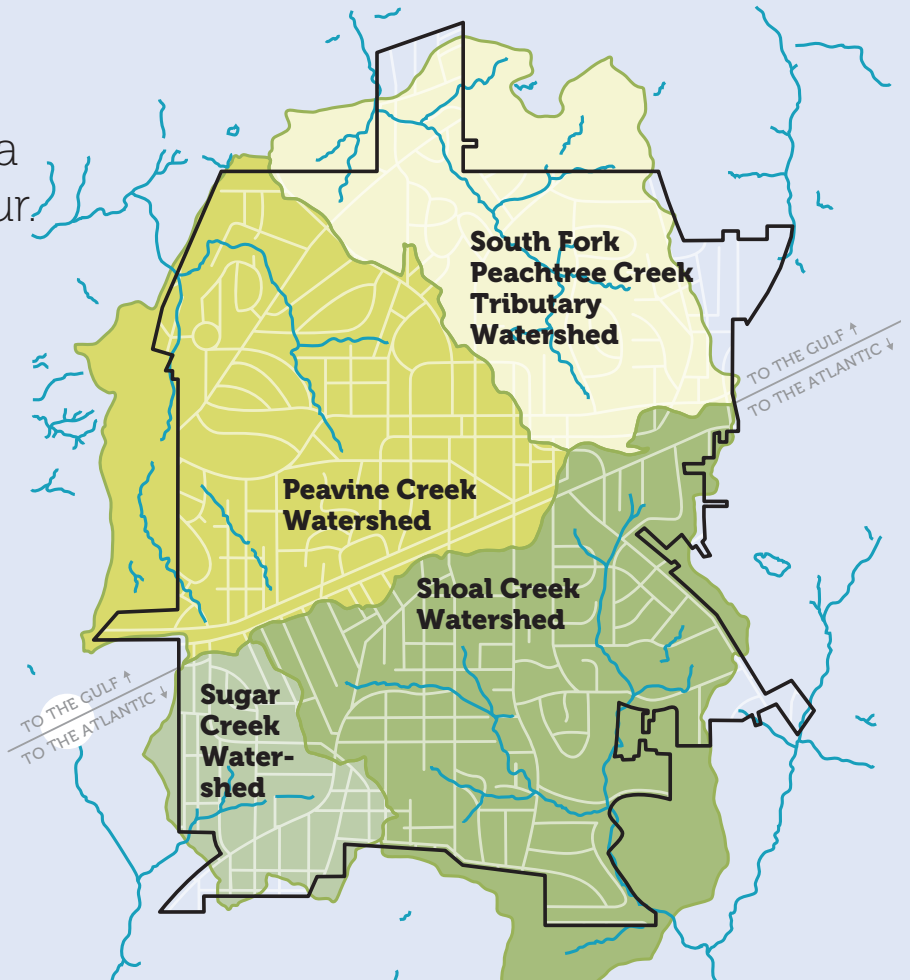 a
ur.
South Fork
Peachtree Creek
Tributary
Watershed
TO THE GULF ↑
TO THE ATLANTIC ↓
Peavine Creek
Watershed
Shoal Creek
Watershed
TO THE GULF ↑
TO THE ATLANTIC ↓
Sugar
Creek
Water-
shed